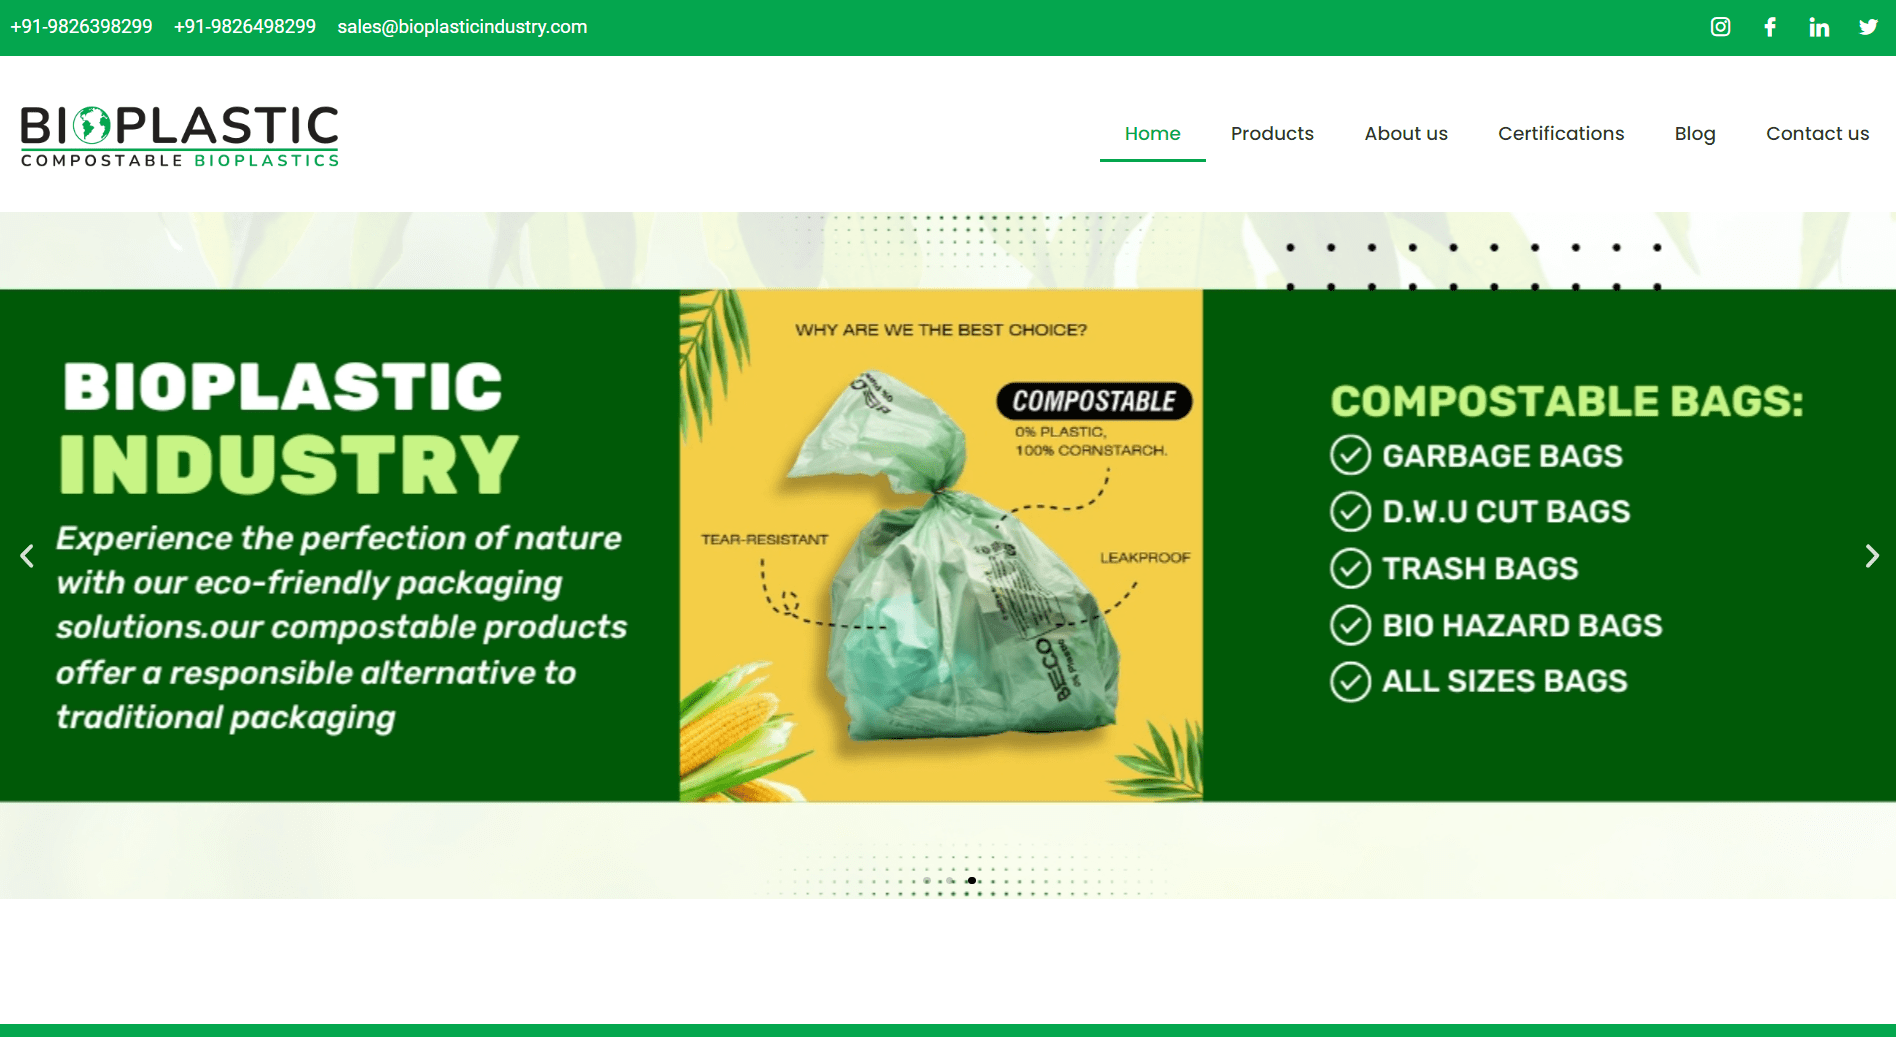 +91-9826398299 +91-9826498299 sales@bioplasticindustry.com
BIOPLASTIC
COMPOSTABLE BIOPLASTICS
Home Products About us Certifications Blog Contact us
BIOPLASTIC
INDUSTRY
Experience the perfection of nature
with our eco-friendly packaging
solutions.our compostable products
offer a responsible alternative to
traditional packaging
WHY ARE WE THE BEST CHOICE?
COMPOSTABLE
0% PLASTIC,
100% CORNSTARCH.
TEAR-RESISTANT
LEAKPROOF
BECO
COMPOSTABLE BAGS:
GARBAGE BAGS
D.W.U CUT BAGS
TRASH BAGS
BIO HAZARD BAGS
ALL SIZES BAGS